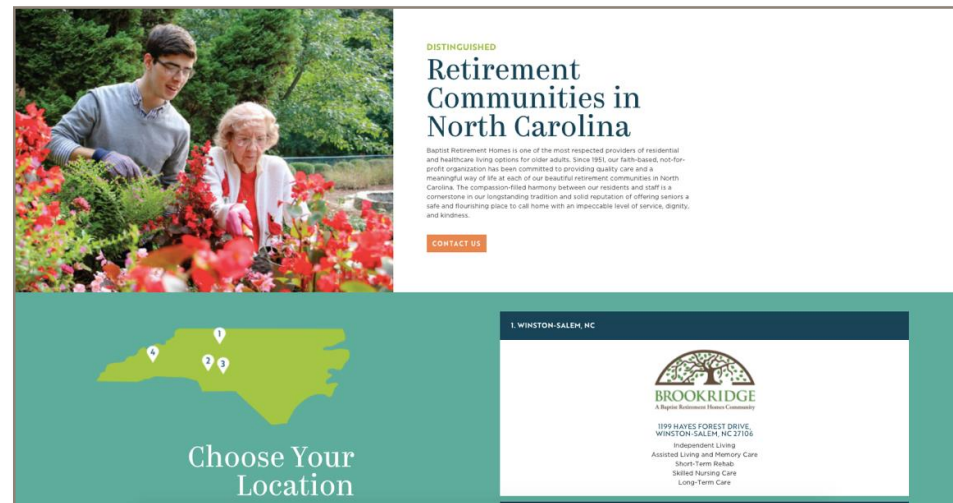 DISTINGUISHED
Retirement
Communities in
North Carolina
Baptist Retirement Homes is one of the most respected providers of residential
and healthcare living options for older adults. Since 1951, our faith-based, not-for-
profit organization has been committed to providing quality care and a
meaningful way of life at each of our beautiful retirement communities in North
Carolina. The compassion-filled harmony between our residents and staff is a
cornerstone in our longstanding tradition and solid reputation of offering seniors a
safe and flourishing place to call home with an impeccable level of service, dignity,
and kindness.
CONTACT US
1
4
2
3
Choose Your
Location
1. WINSTON-SALEM, NC
BROOKRIDGE
A Baptist Retirement Homes Community
1199 HAYES FOREST DRIVE,
WINSTON-SALEM, NC 27106
Independent Living
Assisted Living and Memory Care
Short-Term Rehab
Skilled Nursing Care
Long-Term Care